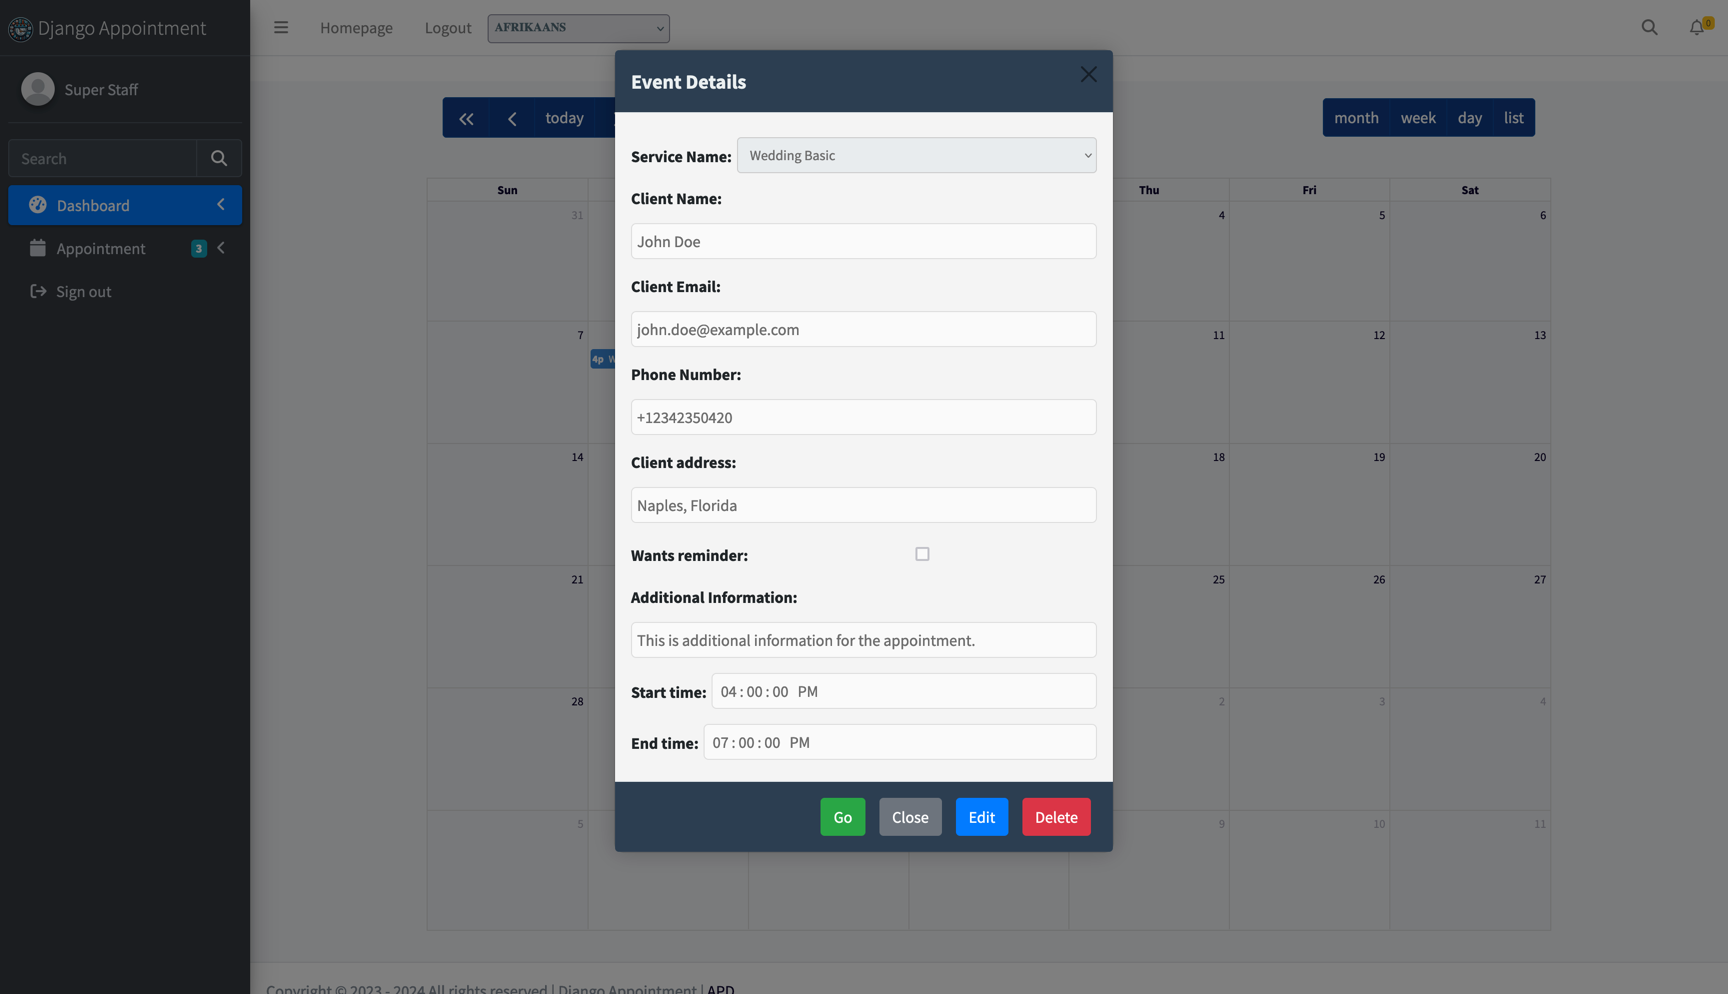 Django Appointment
Homepage
Logout
AFRIKAANS
0
Super Staff
Search
Dashboard
Appointment
3
Sign out
today
month
week
day
list
Sun
Thu
Fri
Sat
31
4
5
6
7
4p
11
12
13
14
18
19
20
21
25
26
27
28
2
3
4
5
9
10
11
Event Details
Service Name:
Wedding Basic
Client Name:
John Doe
Client Email:
john.doe@example.com
Phone Number:
+12342350420
Client address:
Naples, Florida
Wants reminder:
Additional Information:
This is additional information for the appointment.
Start time:
04 : 00 : 00 PM
End time:
07 : 00 : 00 PM
Go
Close
Edit
Delete
Copyright © 2023 - 2024 All rights reserved | Django Appointment | APD